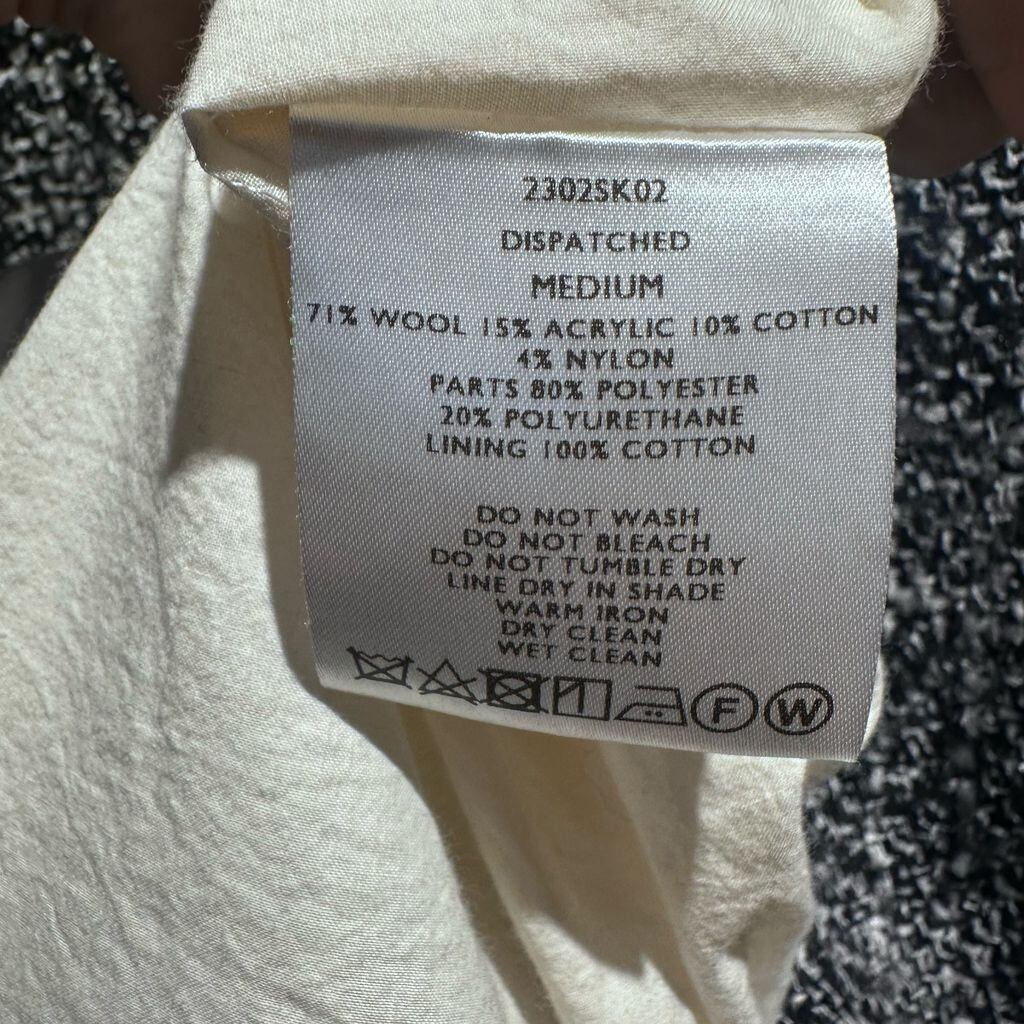 2302SK02
DISPATCHED
MEDIUM
71% WOOL 15% ACRYLIC 10% COTTON
4% NYLON
PARTS 80% POLYESTER
20% POLYURETHANE
LINING 100% COTTON
DO NOT WASH
DO NOT BLEACH
DO NOT TUMBLE DRY
LINE DRY IN SHADE
WARM IRON
DRY CLEAN
WET CLEAN
F W